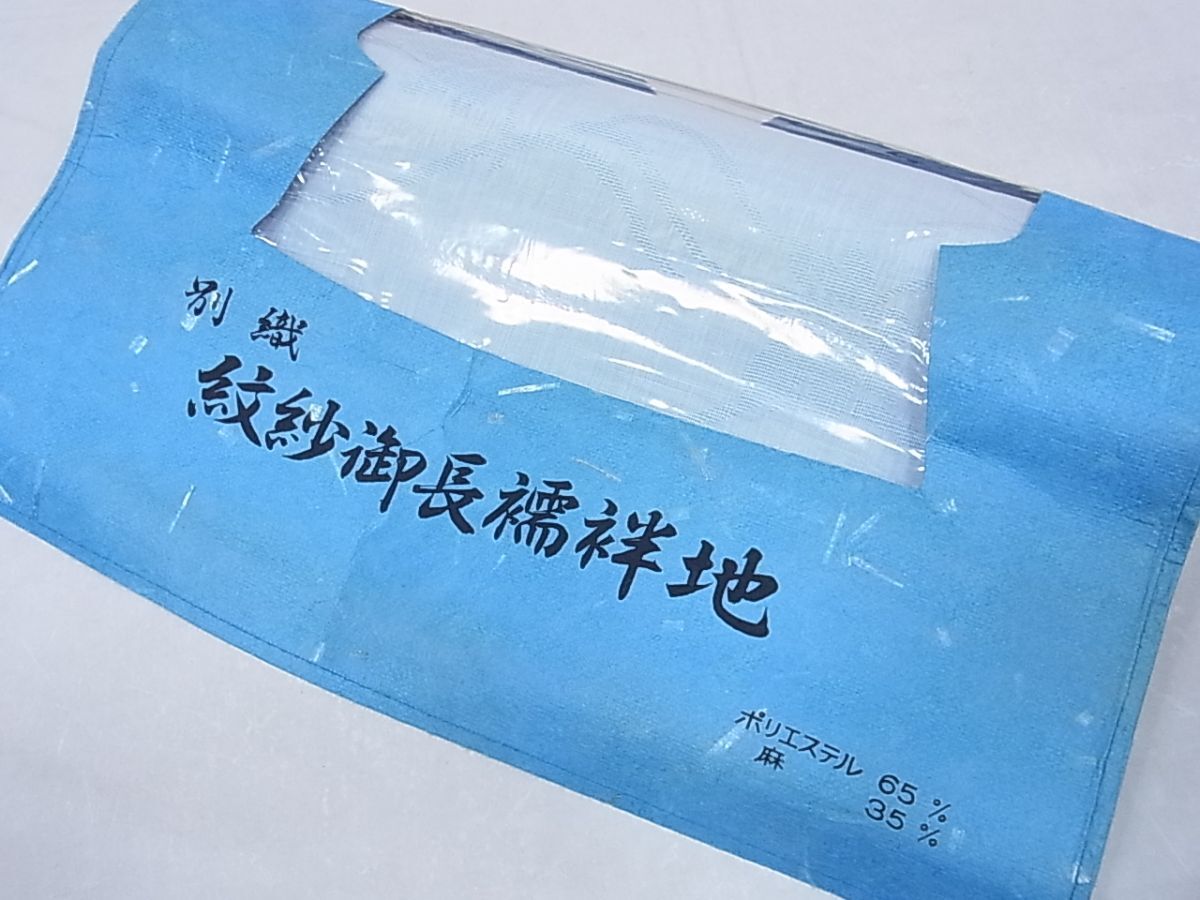 別織
紋紗御長襦袢地
ポリエステル 65%
麻 35%